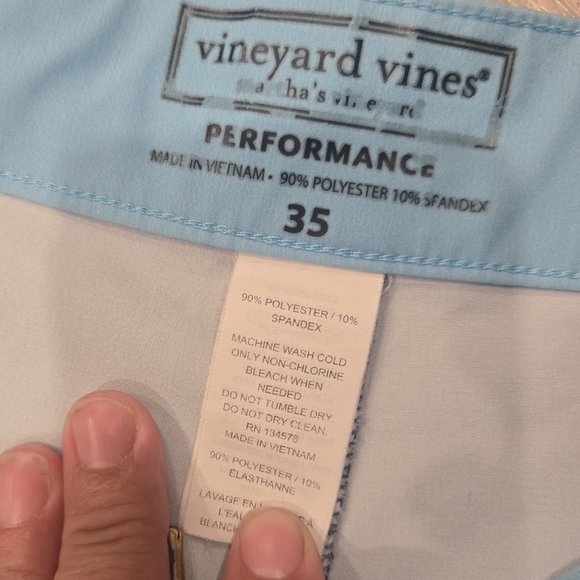 vineyard vines®
PERFORMANCE
MADE IN VIETNAM • 90% POLYESTER 10% SPANDEX
35
90% POLYESTER / 10%
SPANDEX
MACHINE WASH COLD
ONLY NON-CHLORINE
BLEACH WHEN
NEEDED
DO NOT TUMBLE DRY
DO NOT DRY CLEAN.
RN 134578
MADE IN VIETNAM
90% POLYESTER / 10%
ÉLASTHANNE
LAVAGE EN
À
L'EAU